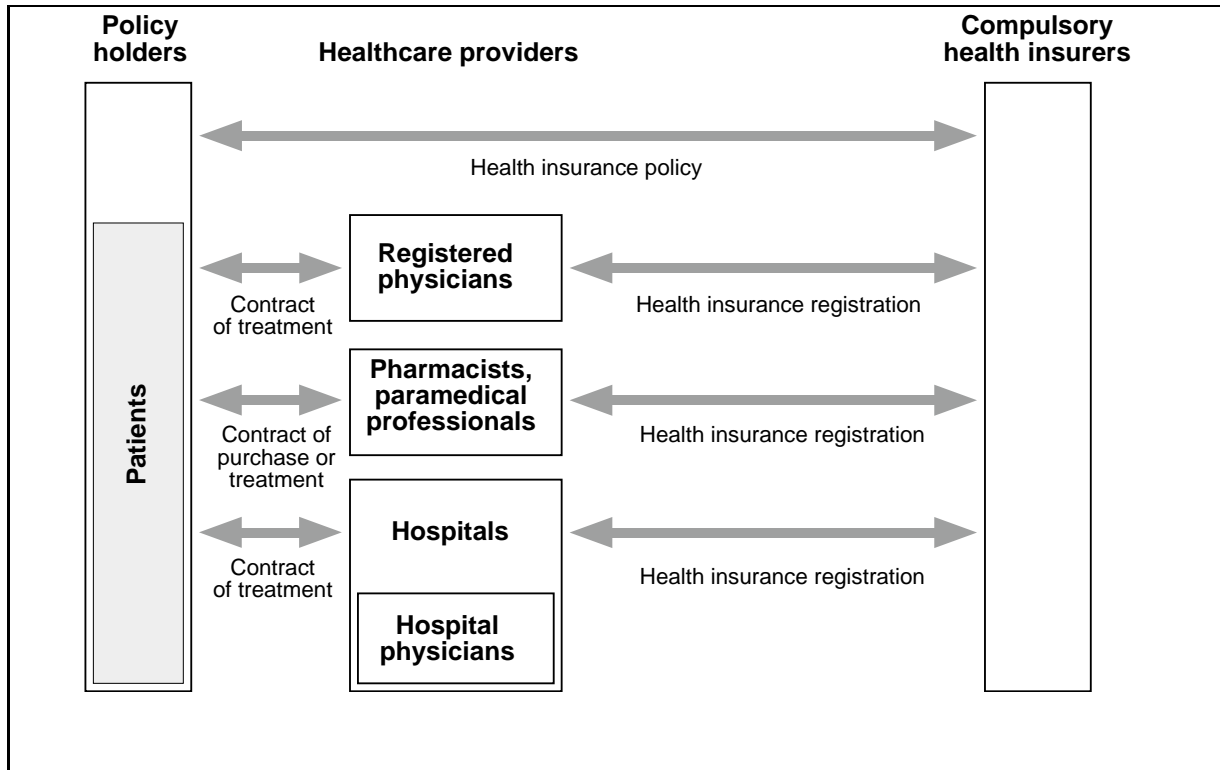 Policy
holders
Healthcare providers
Compulsory
health insurers
Health insurance policy
Patients
Registered
physicians
Contract
of treatment
Health insurance registration
Pharmacists,
paramedical
professionals
Contract of
purchase or
treatment
Health insurance registration
Hospitals
Contract
of treatment
Health insurance registration
Hospital
physicians